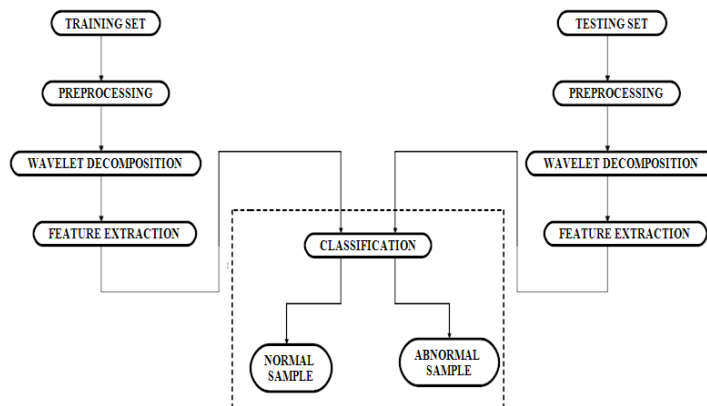 TRAINING SET
TESTING SET
PREPROCESSING
PREPROCESSING
WAVELET DECOMPOSITION
WAVELET DECOMPOSITION
FEATURE EXTRACTION
FEATURE EXTRACTION
CLASSIFICATION
NORMAL
SAMPLE
ABNORMAL
SAMPLE